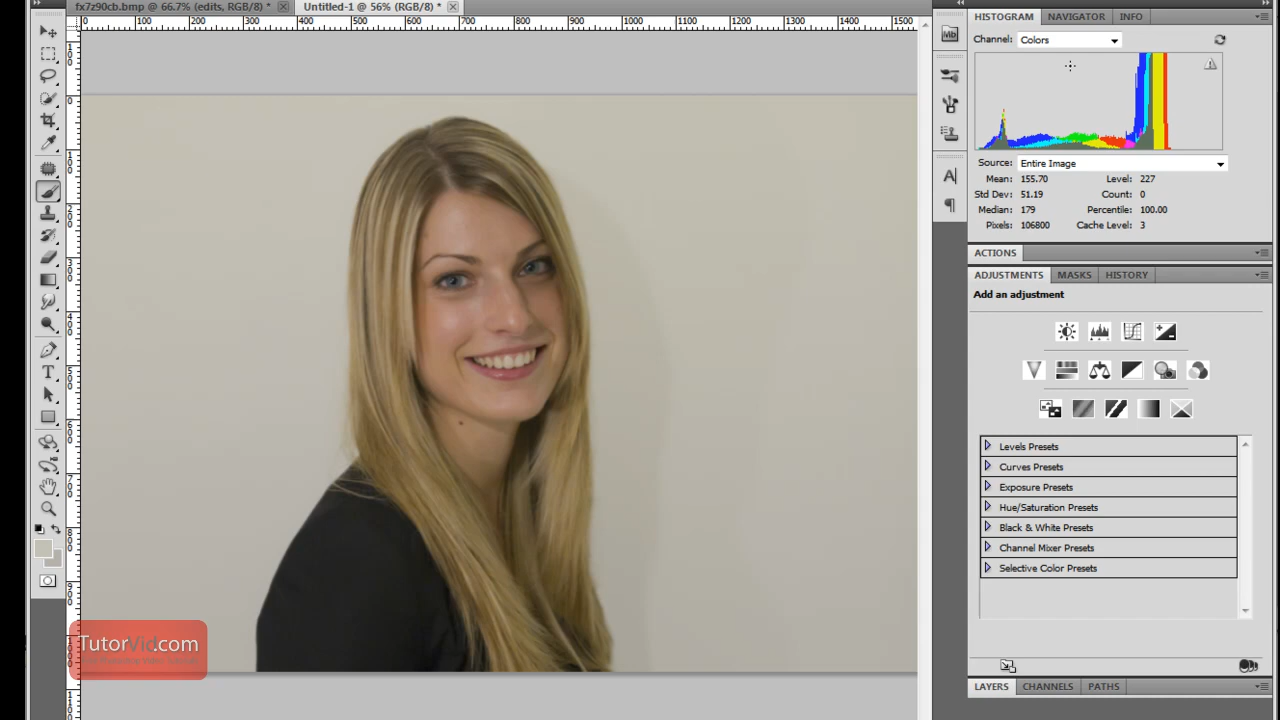 fx7z90cb.bmp @ 66.7% (edits, RGB/8) *
Untitled-1 @ 56% (RGB/8) *
0 100 200 300 400 500 600 700 800 900 1000 1100 1200 1300 1400 1500
HISTOGRAM NAVIGATOR INFO
Channel: Colors
Source: Entire Image
Mean: 155.70 Level: 227
Std Dev: 51.19 Count: 0
Median: 179 Percentile: 100.00
Pixels: 106800 Cache Level: 3
ACTIONS
ADJUSTMENTS MASKS HISTORY
Add an adjustment
Levels Presets
Curves Presets
Exposure Presets
Hue/Saturation Presets
Black & White Presets
Channel Mixer Presets
Selective Color Presets
LAYERS CHANNELS PATHS
TutorVid.com